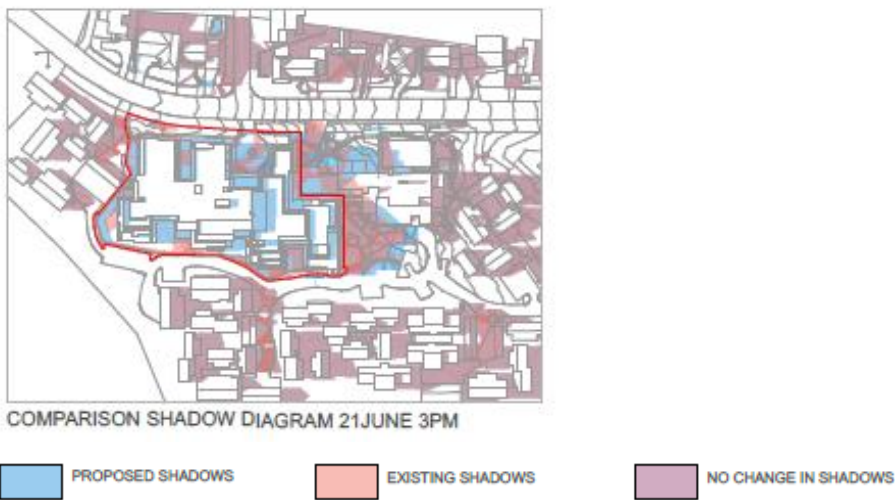 COMPARISON SHADOW DIAGRAM 21JUNE 3PM
PROPOSED SHADOWS
EXISTING SHADOWS
NO CHANGE IN SHADOWS